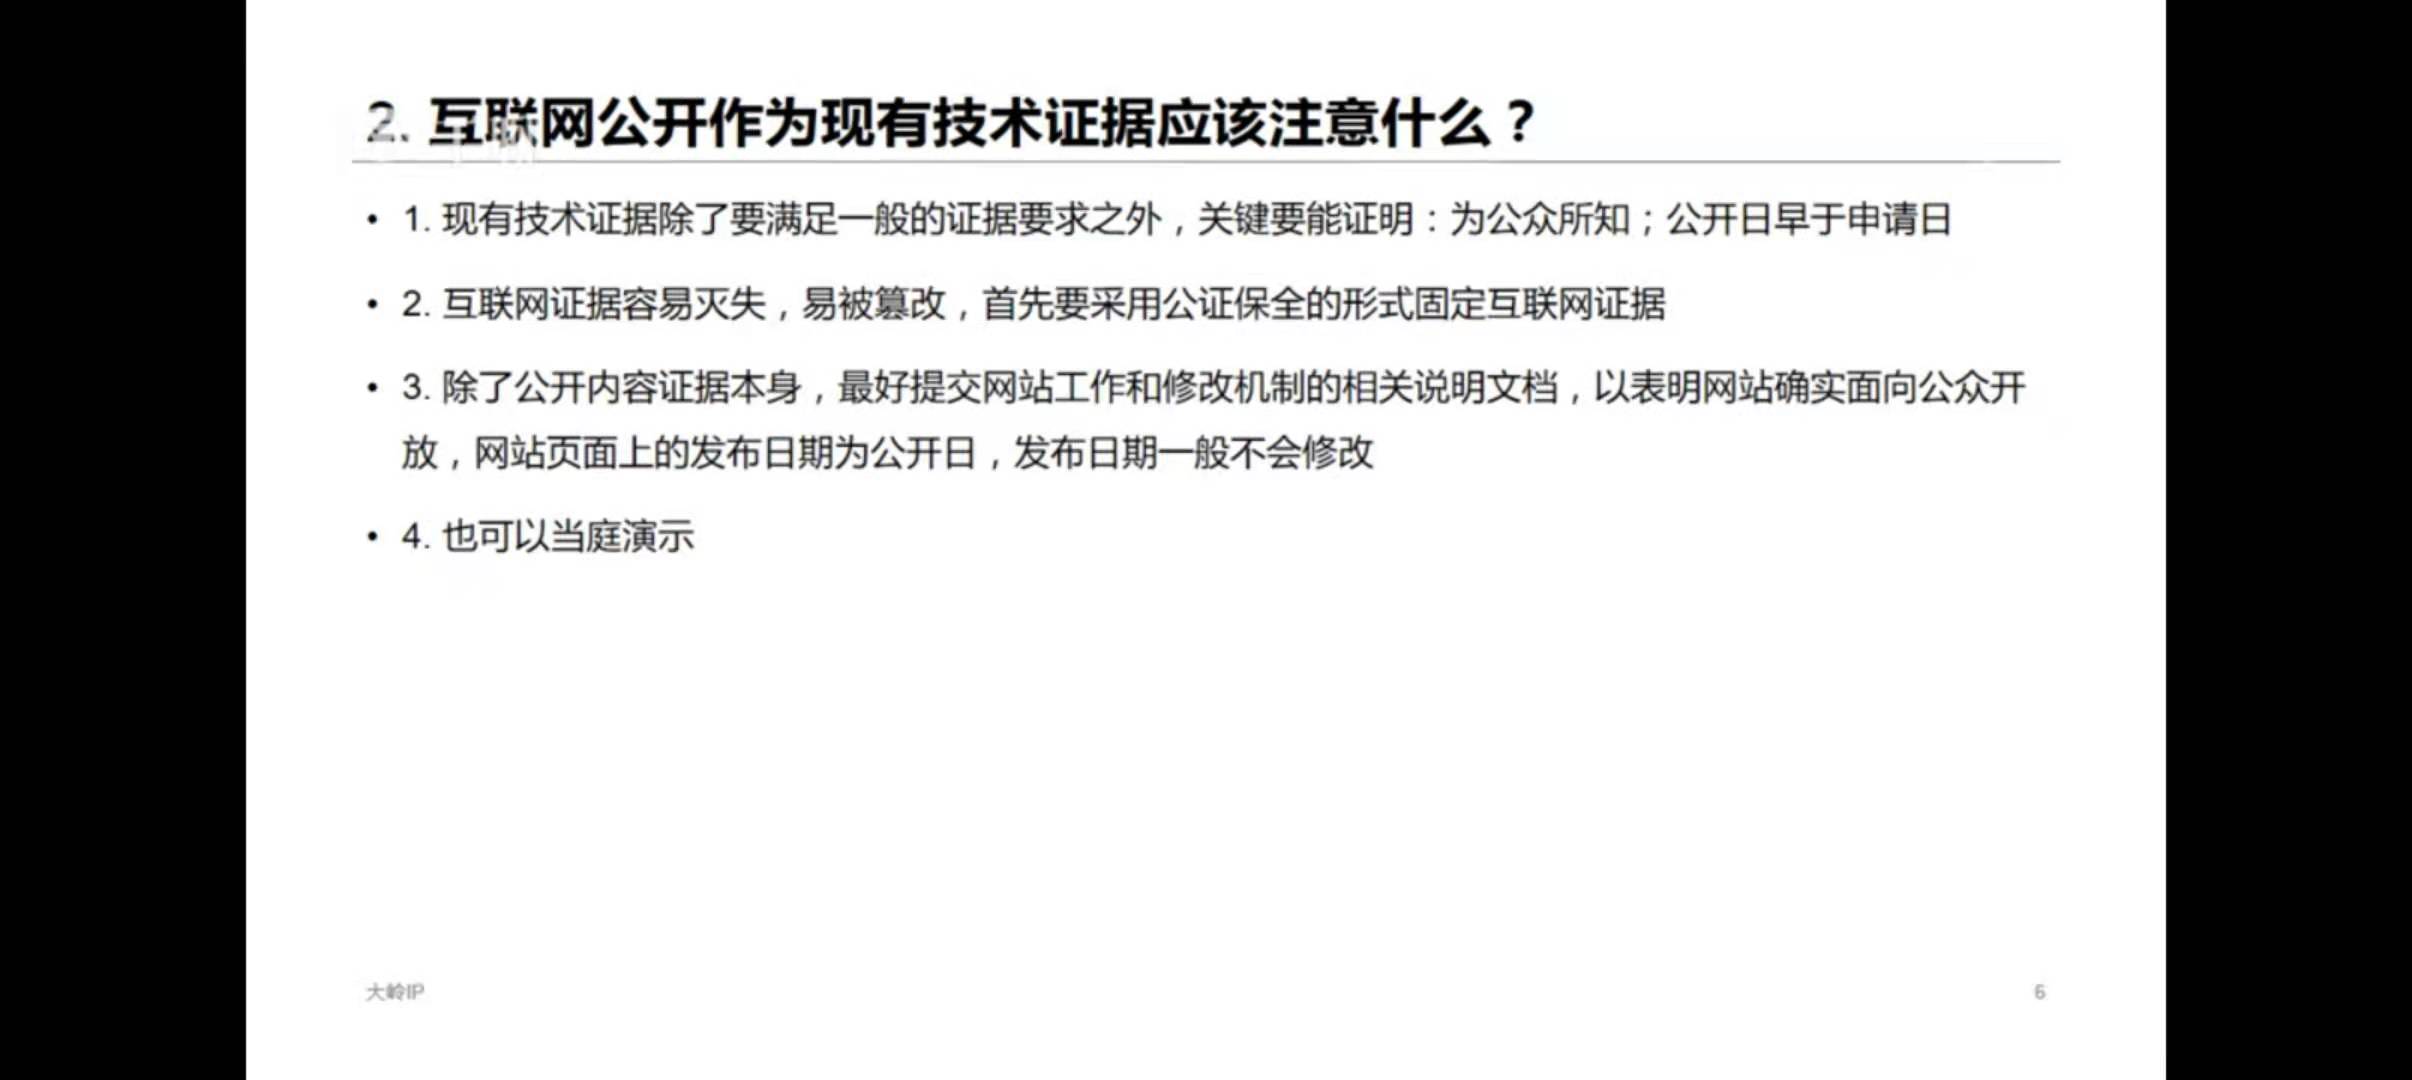 2. 互联网公开作为现有技术证据应该注意什么？
• 1. 现有技术证据除了要满足一般的证据要求之外，关键要能证明：为公众所知；公开日早于申请日
• 2. 互联网证据容易灭失，易被篡改，首先要采用公证保全的形式固定互联网证据
• 3. 除了公开内容证据本身，最好提交网站工作和修改机制的相关说明文档，以表明网站确实面向公众开
放，网站页面上的发布日期为公开日，发布日期一般不会修改
• 4. 也可以当庭演示
大岭IP
6